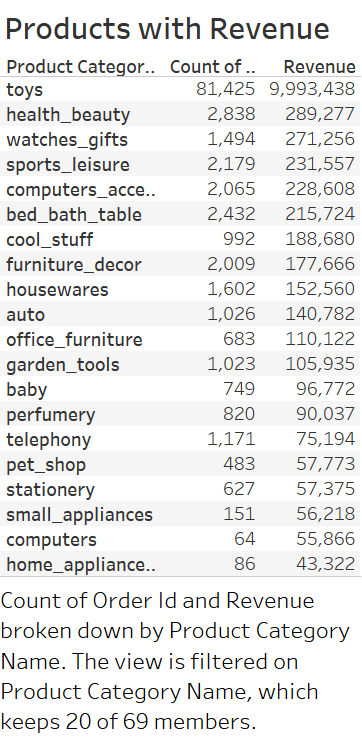 Products with Revenue
Product Categor.. Count of .. Revenue
toys 81,425 9,993,438
health_beauty 2,838 289,277
watches_gifts 1,494 271,256
sports_leisure 2,179 231,557
computers_acce.. 2,065 228,608
bed_bath_table 2,432 215,724
cool_stuff 992 188,680
furniture_decor 2,009 177,666
housewares 1,602 152,560
auto 1,026 140,782
office_furniture 683 110,122
garden_tools 1,023 105,935
baby 749 96,772
perfumery 820 90,037
telephony 1,171 75,194
pet_shop 483 57,773
stationery 627 57,375
small_appliances 151 56,218
computers 64 55,866
home_appliance.. 86 43,322
Count of Order Id and Revenue
broken down by Product Category
Name. The view is filtered on
Product Category Name, which
keeps 20 of 69 members.